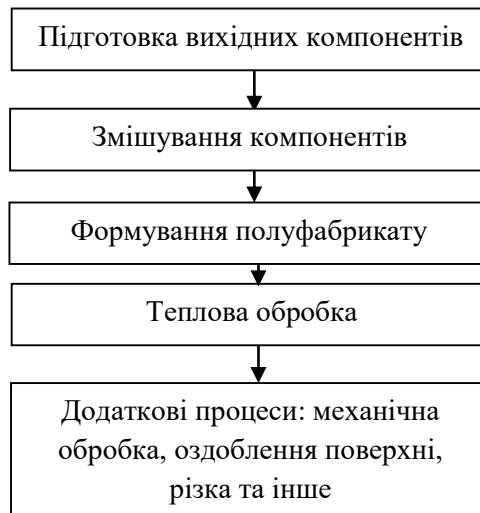 Підготовка вихідних компонентів
Змішування компонентів
Формування полуфабрикату
Теплова обробка
Додаткові процеси: механічна
обробка, оздоблення поверхні,
різка та інше